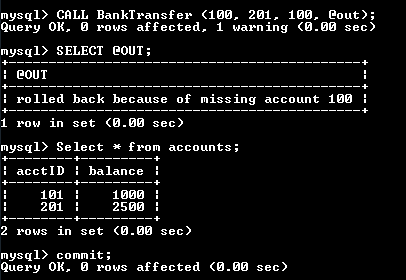 mysql> CALL BankTransfer (100, 201, 100, @out);
Query OK, 0 rows affected, 1 warning (0.00 sec)
mysql> SELECT @OUT;
+------------------------------------------+
| @OUT                                     |
+------------------------------------------+
| rolled back because of missing account 100 |
+------------------------------------------+
1 row in set (0.00 sec)
mysql> Select * from accounts;
+--------+---------+
| acctID | balance |
+--------+---------+
|    101 |    1000 |
|    201 |    2500 |
+--------+---------+
2 rows in set (0.00 sec)
mysql> commit;
Query OK, 0 rows affected (0.00 sec)